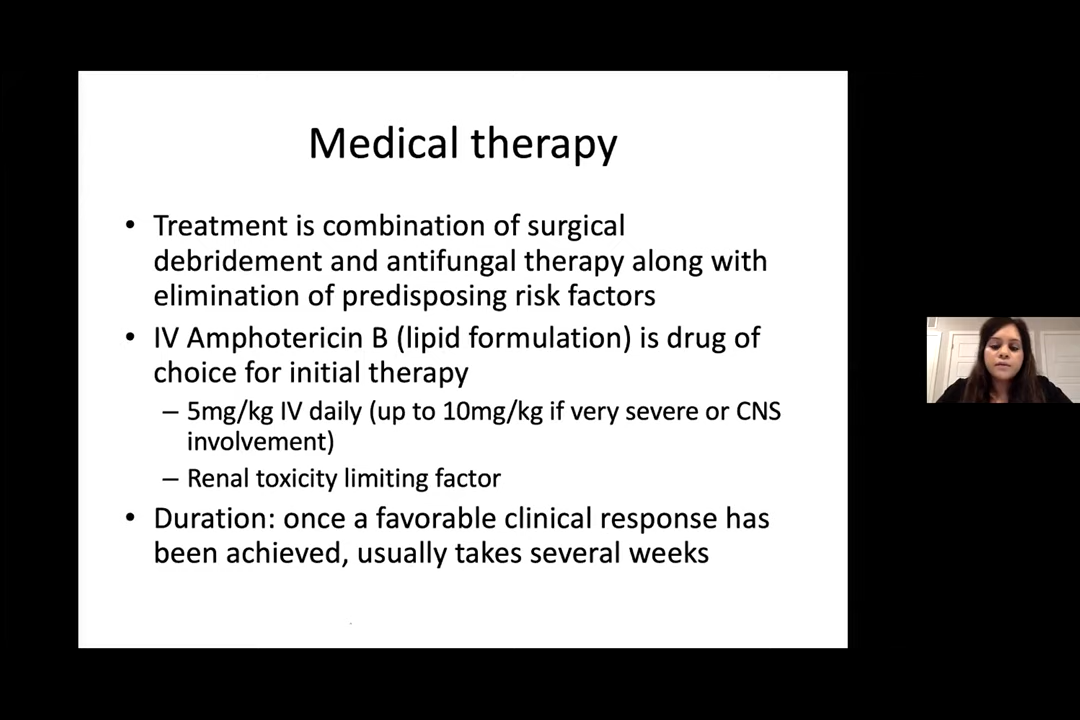 Medical therapy
• Treatment is combination of surgical
debridement and antifungal therapy along with
elimination of predisposing risk factors
• IV Amphotericin B (lipid formulation) is drug of
choice for initial therapy
– 5mg/kg IV daily (up to 10mg/kg if very severe or CNS
involvement)
– Renal toxicity limiting factor
• Duration: once a favorable clinical response has
been achieved, usually takes several weeks